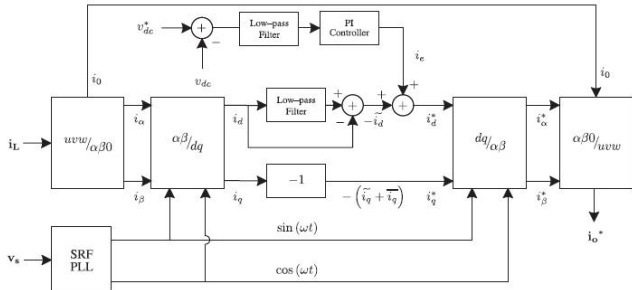 v*dc
+
−
Low-pass
Filter
PI
Controller
vdc
ie
i0
i0
iL
uvw/αβ0
iα
iβ
αβ/dq
id
iq
Low-pass
Filter
+
−
−ĩd
+
+
i*d
−1
− (ĩq + īq)
i*q
dq/αβ
i*α
i*β
αβ0/uvw
io*
vs
SRF
PLL
sin (ωt)
cos (ωt)